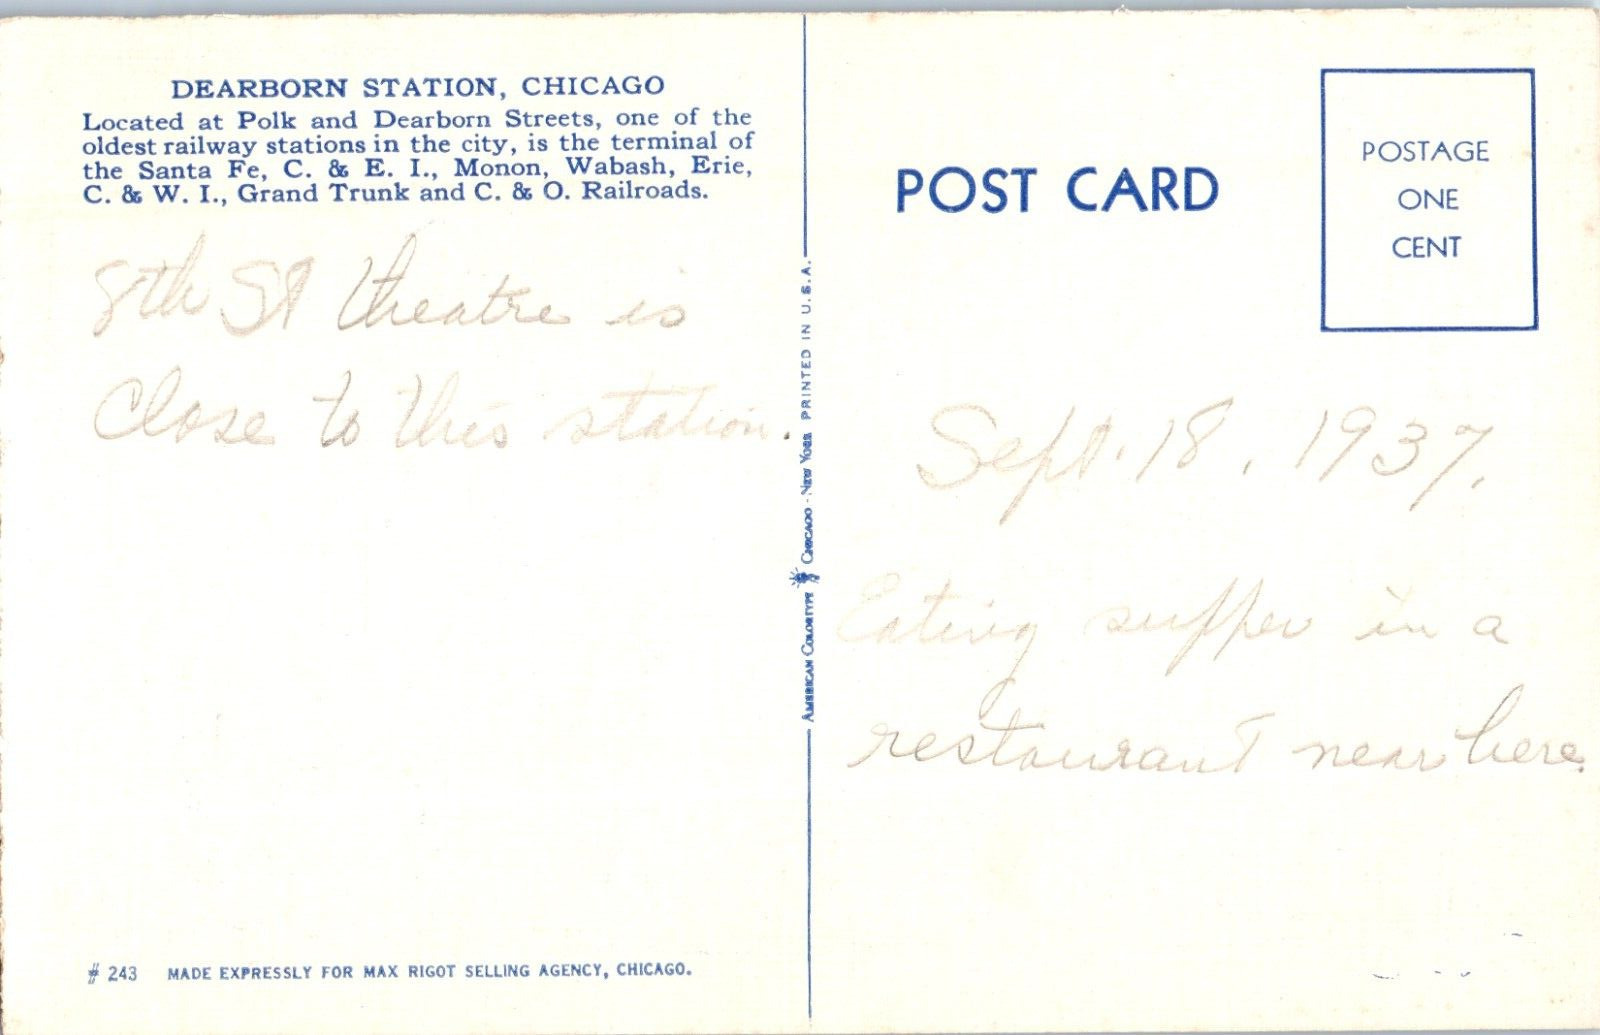 DEARBORN STATION, CHICAGO
Located at Polk and Dearborn Streets, one of the
oldest railway stations in the city, is the terminal of
the Santa Fe, C. & E. I., Monon, Wabash, Erie,
C. & W. I., Grand Trunk and C. & O. Railroads.
8th St theatre is
Close to this station.
# 243 MADE EXPRESSLY FOR MAX RIGOT SELLING AGENCY, CHICAGO.
AMERICAN COLORTYPE CHICAGO - NEW YORK PRINTED IN U.S.A.
POST CARD
POSTAGE
ONE
CENT
Sept. 18, 1937.
Eating supper in a
restaurant near here.